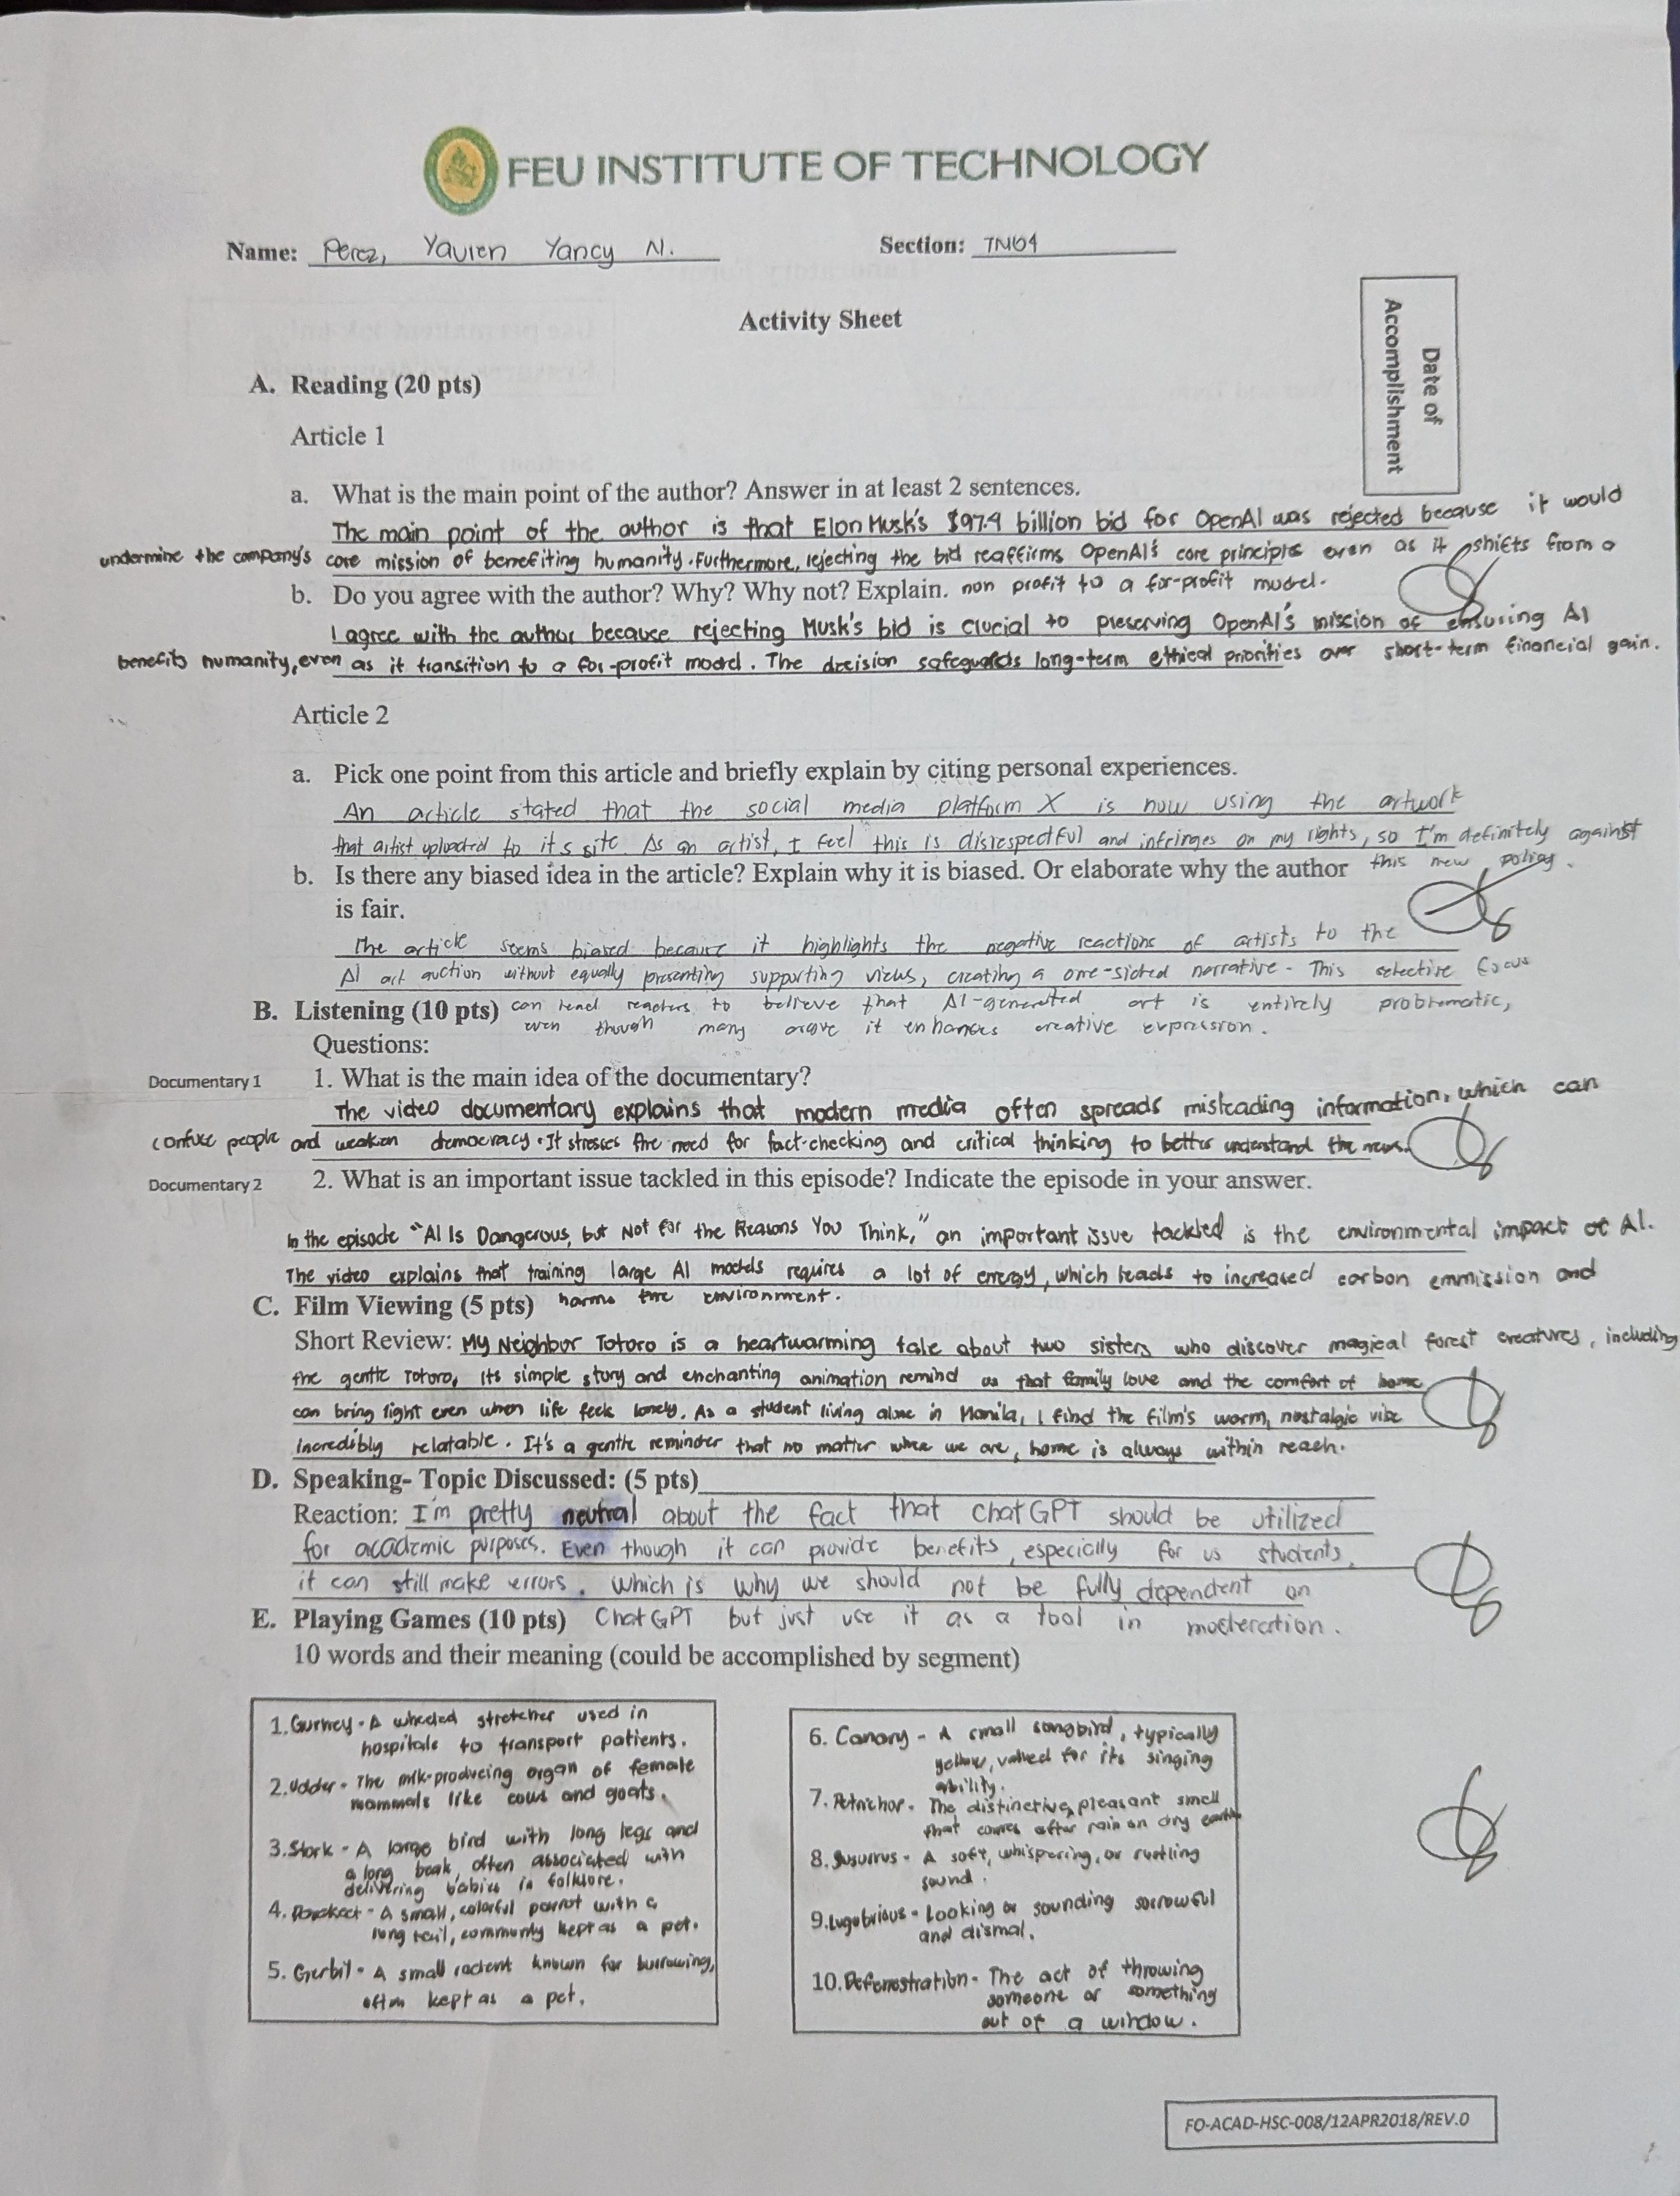 FEU INSTITUTE OF TECHNOLOGY
Name: Perez, Yavien Yancy N.
Section: TN04
Activity Sheet
Date of
Accomplishment
A. Reading (20 pts)
Article 1
a. What is the main point of the author? Answer in at least 2 sentences.
The main point of the author is that Elon Musk's $97.4 billion bid for OpenAI was rejected because it would
undermine the company's core mission of benefiting humanity. Furthermore, rejecting the bid reaffirms OpenAI's core principles even as it shifts from a
b. Do you agree with the author? Why? Why not? Explain. non profit to a for-profit model.
I agree with the author because rejecting Musk's bid is crucial to preserving OpenAI's mission of ensuring AI
benefits humanity, even as it transition to a for-profit model. The decision safeguards long-term ethical priorities over short-term financial gain.
Article 2
a. Pick one point from this article and briefly explain by citing personal experiences.
An article stated that the social media platform X is now using the artwork
that artist uploaded to its site. As an artist, I feel this is disrespectful and infringes on my rights, so I'm definitely against
b. Is there any biased idea in the article? Explain why it is biased. Or elaborate why the author this new policy.
is fair.
The article seems biased because it highlights the negative reactions of artists to the
AI art auction without equally presenting supporting views, creating a one-sided narrative. This selective focus
B. Listening (10 pts) can lead readers to believe that AI-generated art is entirely problematic,
even though many argue it enhances creative expression.
Questions:
Documentary 1 1. What is the main idea of the documentary?
The video documentary explains that modern media often spreads misleading information, which can
confuse people and weaken democracy. It stresses the need for fact-checking and critical thinking to better understand the news.
Documentary 2 2. What is an important issue tackled in this episode? Indicate the episode in your answer.
In the episode "AI Is Dangerous, but Not for the Reasons You Think," an important issue tackled is the environmental impact of AI.
The video explains that training large AI models requires a lot of energy, which leads to increased carbon emmission and
C. Film Viewing (5 pts) harms the environment.
Short Review: My Neighbor Totoro is a heartwarming tale about two sisters who discover magical forest creatures, including
the gentle Totoro, Its simple story and enchanting animation remind us that family love and the comfort of home
can bring light even when life feels lonely. As a student living alone in Manila, I find the film's warm, nostalgic vibe
incredibly relatable. It's a gentle reminder that no matter where we are, home is always within reach.
D. Speaking- Topic Discussed: (5 pts)
Reaction: I'm pretty neutral about the fact that ChatGPT should be utilized
for academic purposes. Even though it can provide benefits, especially for us students,
it can still make errors. Which is why we should not be fully dependent on
E. Playing Games (10 pts) ChatGPT but just use it as a tool in moderation.
10 words and their meaning (could be accomplished by segment)
1. Gurney - A wheeled stretcher used in
hospitals to transport patients.
2. Udder - The milk-producing organ of female
mammals like cows and goats.
3. Stork - A large bird with long legs and
a long beak, often associated with
delivering babies in folklore.
4. Parakeet - A small, colorful parrot with a
long tail, commonly kept as a pet.
5. Gerbil - A small rodent known for burrowing,
often kept as a pet.
6. Canary - A small songbird, typically
yellow, valued for its singing
ability.
7. Petrichor - The distinctive, pleasant smell
that comes after rain on dry earth
8. Susurrus - A soft, whispering, or rustling
sound.
9. Lugubrious - Looking or sounding sorrowful
and dismal.
10. Defenestration - The act of throwing
someone or something
out of a window.
FO-ACAD-HSC-008/12APR2018/REV.0